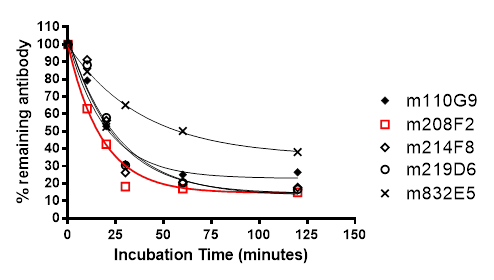 % remaining antibody
110
100
90
80
70
60
50
40
30
20
10
0
0 25 50 75 100 125 150
Incubation Time (minutes)
m110G9
m208F2
m214F8
m219D6
m832E5